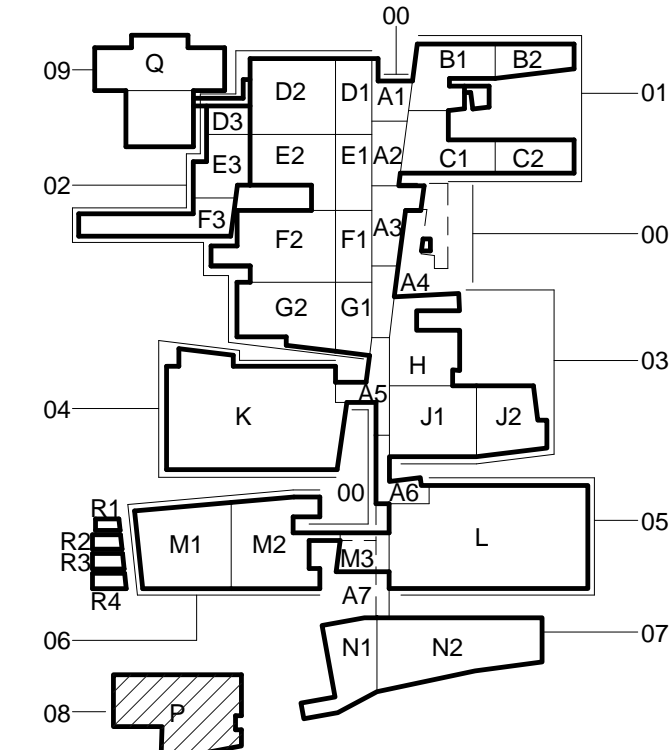 00
09 Q B1 B2
D2 D1 A1 01
D3
E2 E1 A2 C1 C2
E3
02
F3 A3 00
F2 F1
A4
G2 G1
H 03
A5
04 K J1 J2
00 A6
R1
R2 M1 M2 L 05
R3 M3
R4 A7
06 N1 N2 07
08 P